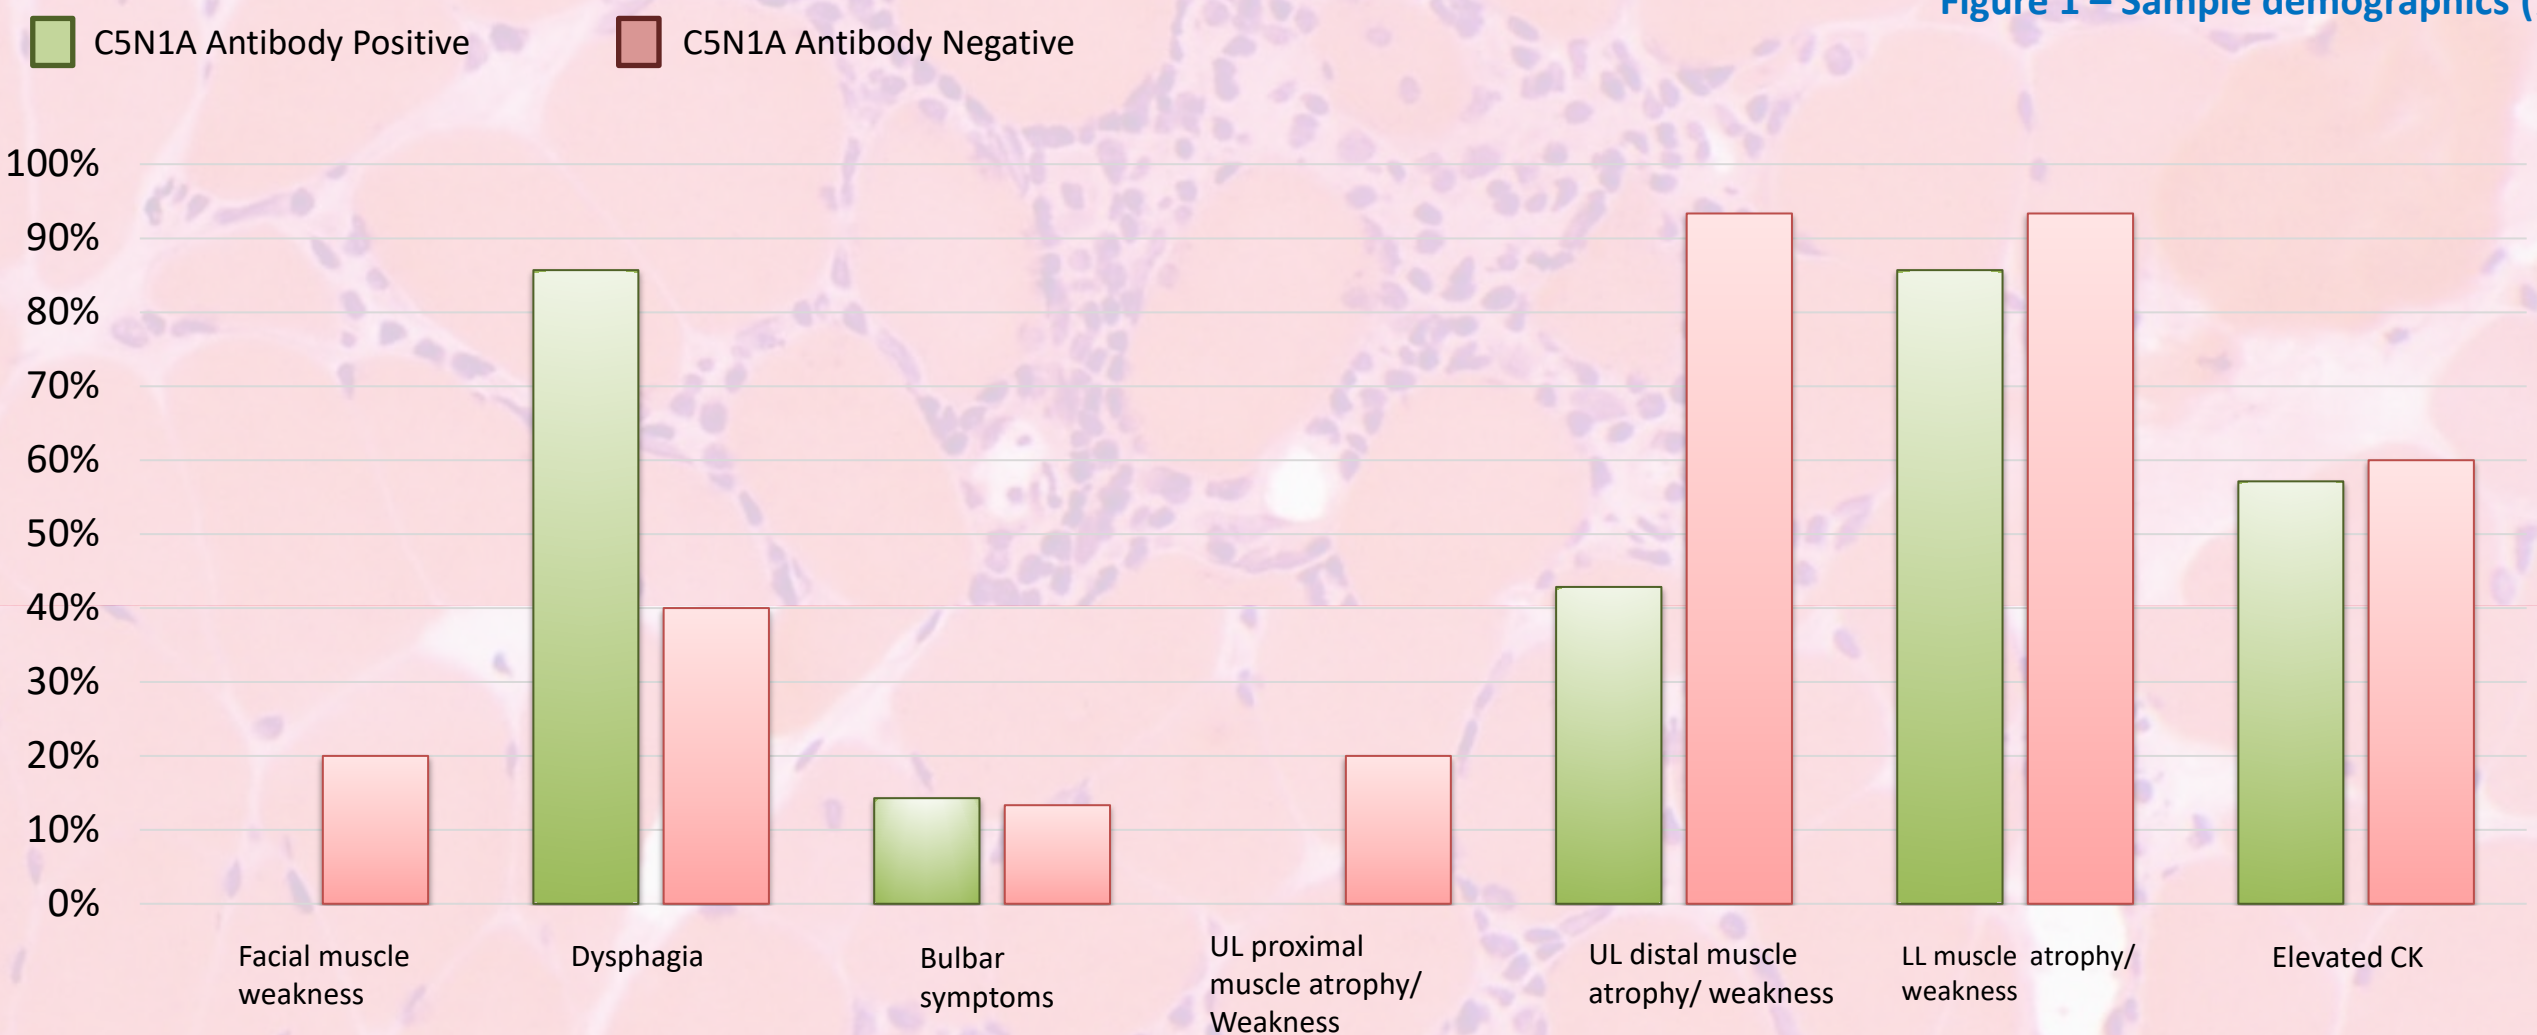 Figure 1 – Sample demographics (
C5N1A Antibody Positive
C5N1A Antibody Negative
100%
90%
80%
70%
60%
50%
40%
30%
20%
10%
0%
Facial muscle
weakness
Dysphagia
Bulbar
symptoms
UL proximal
muscle atrophy/
Weakness
UL distal muscle
atrophy/ weakness
LL muscle atrophy/
weakness
Elevated CK